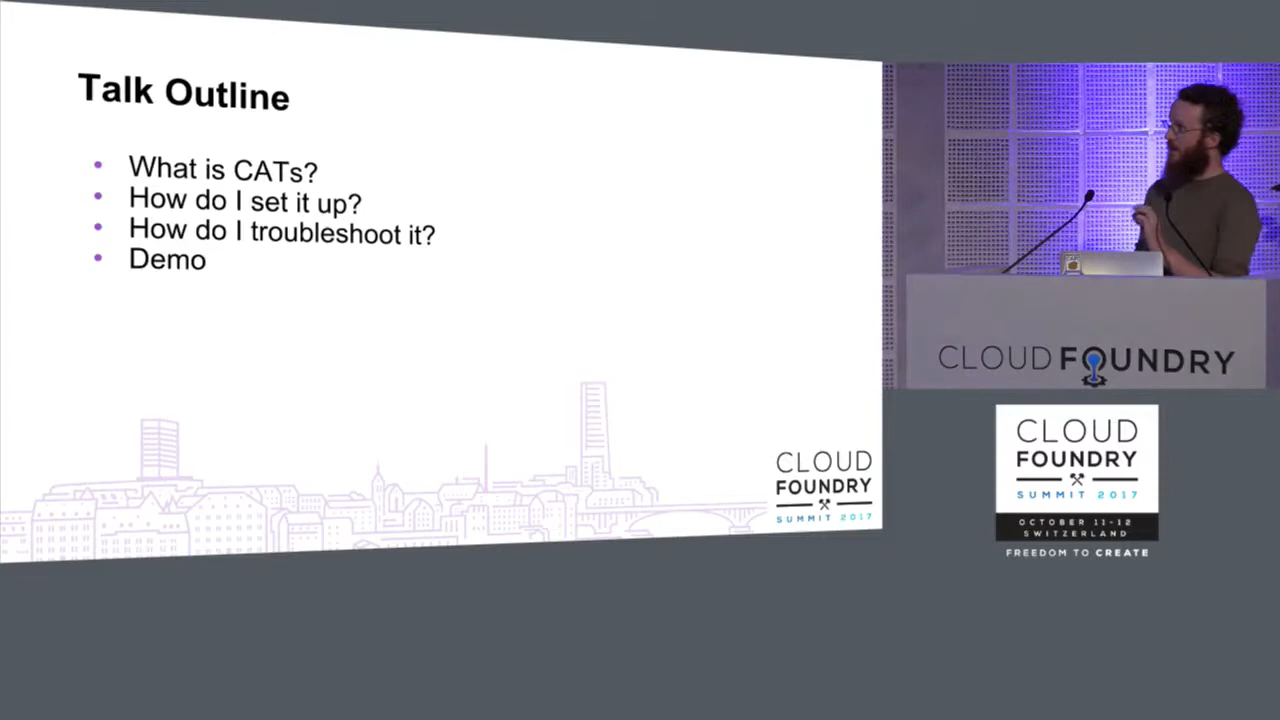 Talk Outline
• What is CATs?
• How do I set it up?
• How do I troubleshoot it?
• Demo
CLOUD
FOUNDRY
SUMMIT 2017
CLOUD FOUNDRY
CLOUD
FOUNDRY
SUMMIT 2017
OCTOBER 11-12
SWITZERLAND
FREEDOM TO CREATE